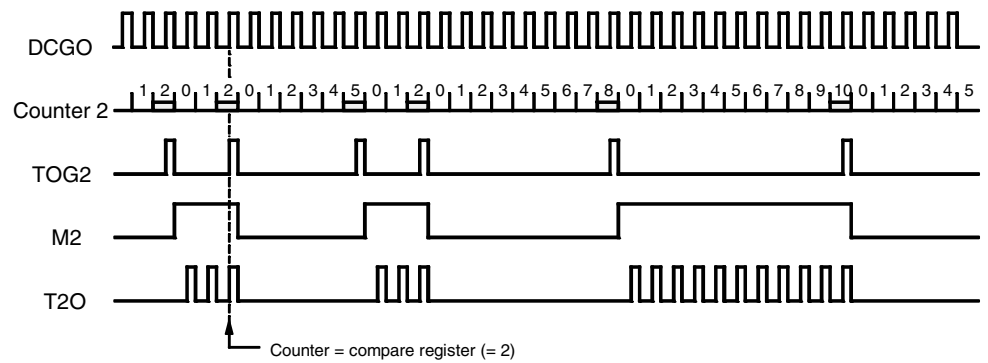 DCGO
Counter 2 1 2 0 1 2 0 1 2 3 4 5 0 1 2 0 1 2 3 4 5 6 7 8 0 1 2 3 4 5 6 7 8 9 10 0 1 2 3 4 5
TOG2
M2
T2O
Counter = compare register (= 2)